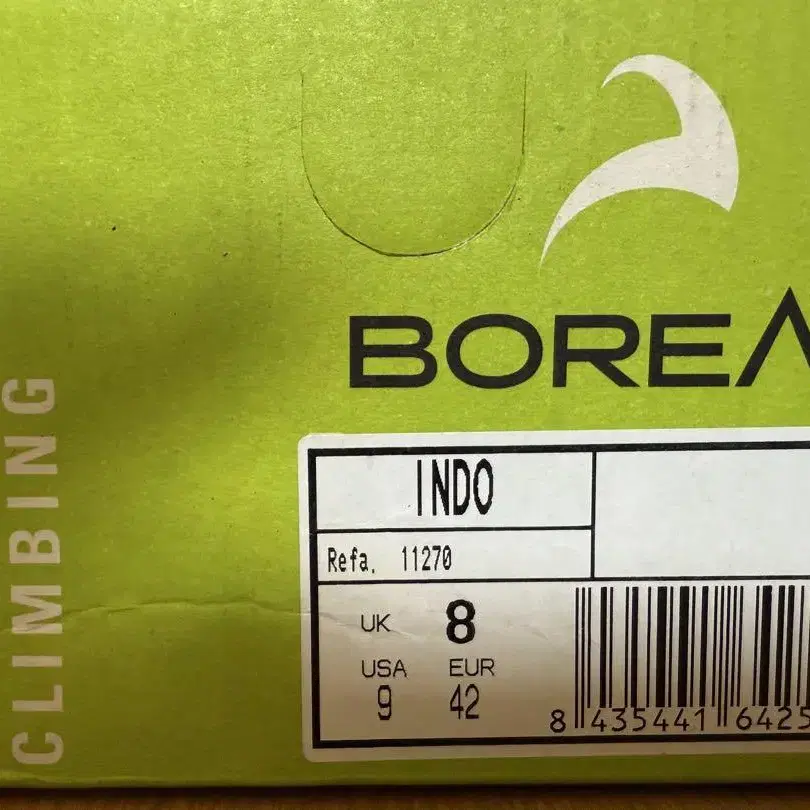 BOREA
CLIMBING
INDO
Refa. 11270
UK 8
USA EUR
9 42
8 435441 6425